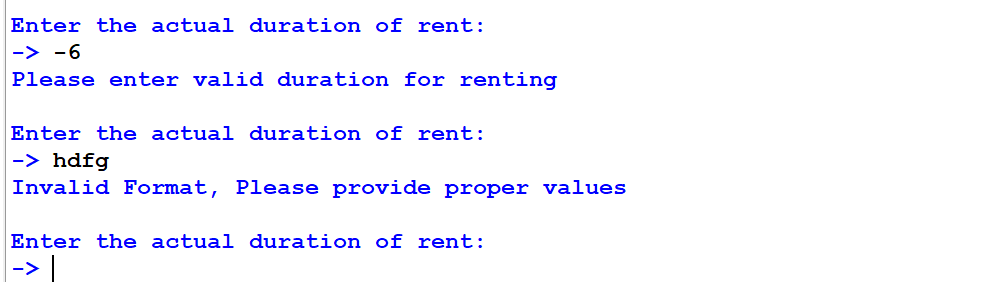 Enter the actual duration of rent:
-> -6
Please enter valid duration for renting
Enter the actual duration of rent:
-> hdfg
Invalid Format, Please provide proper values
Enter the actual duration of rent:
->